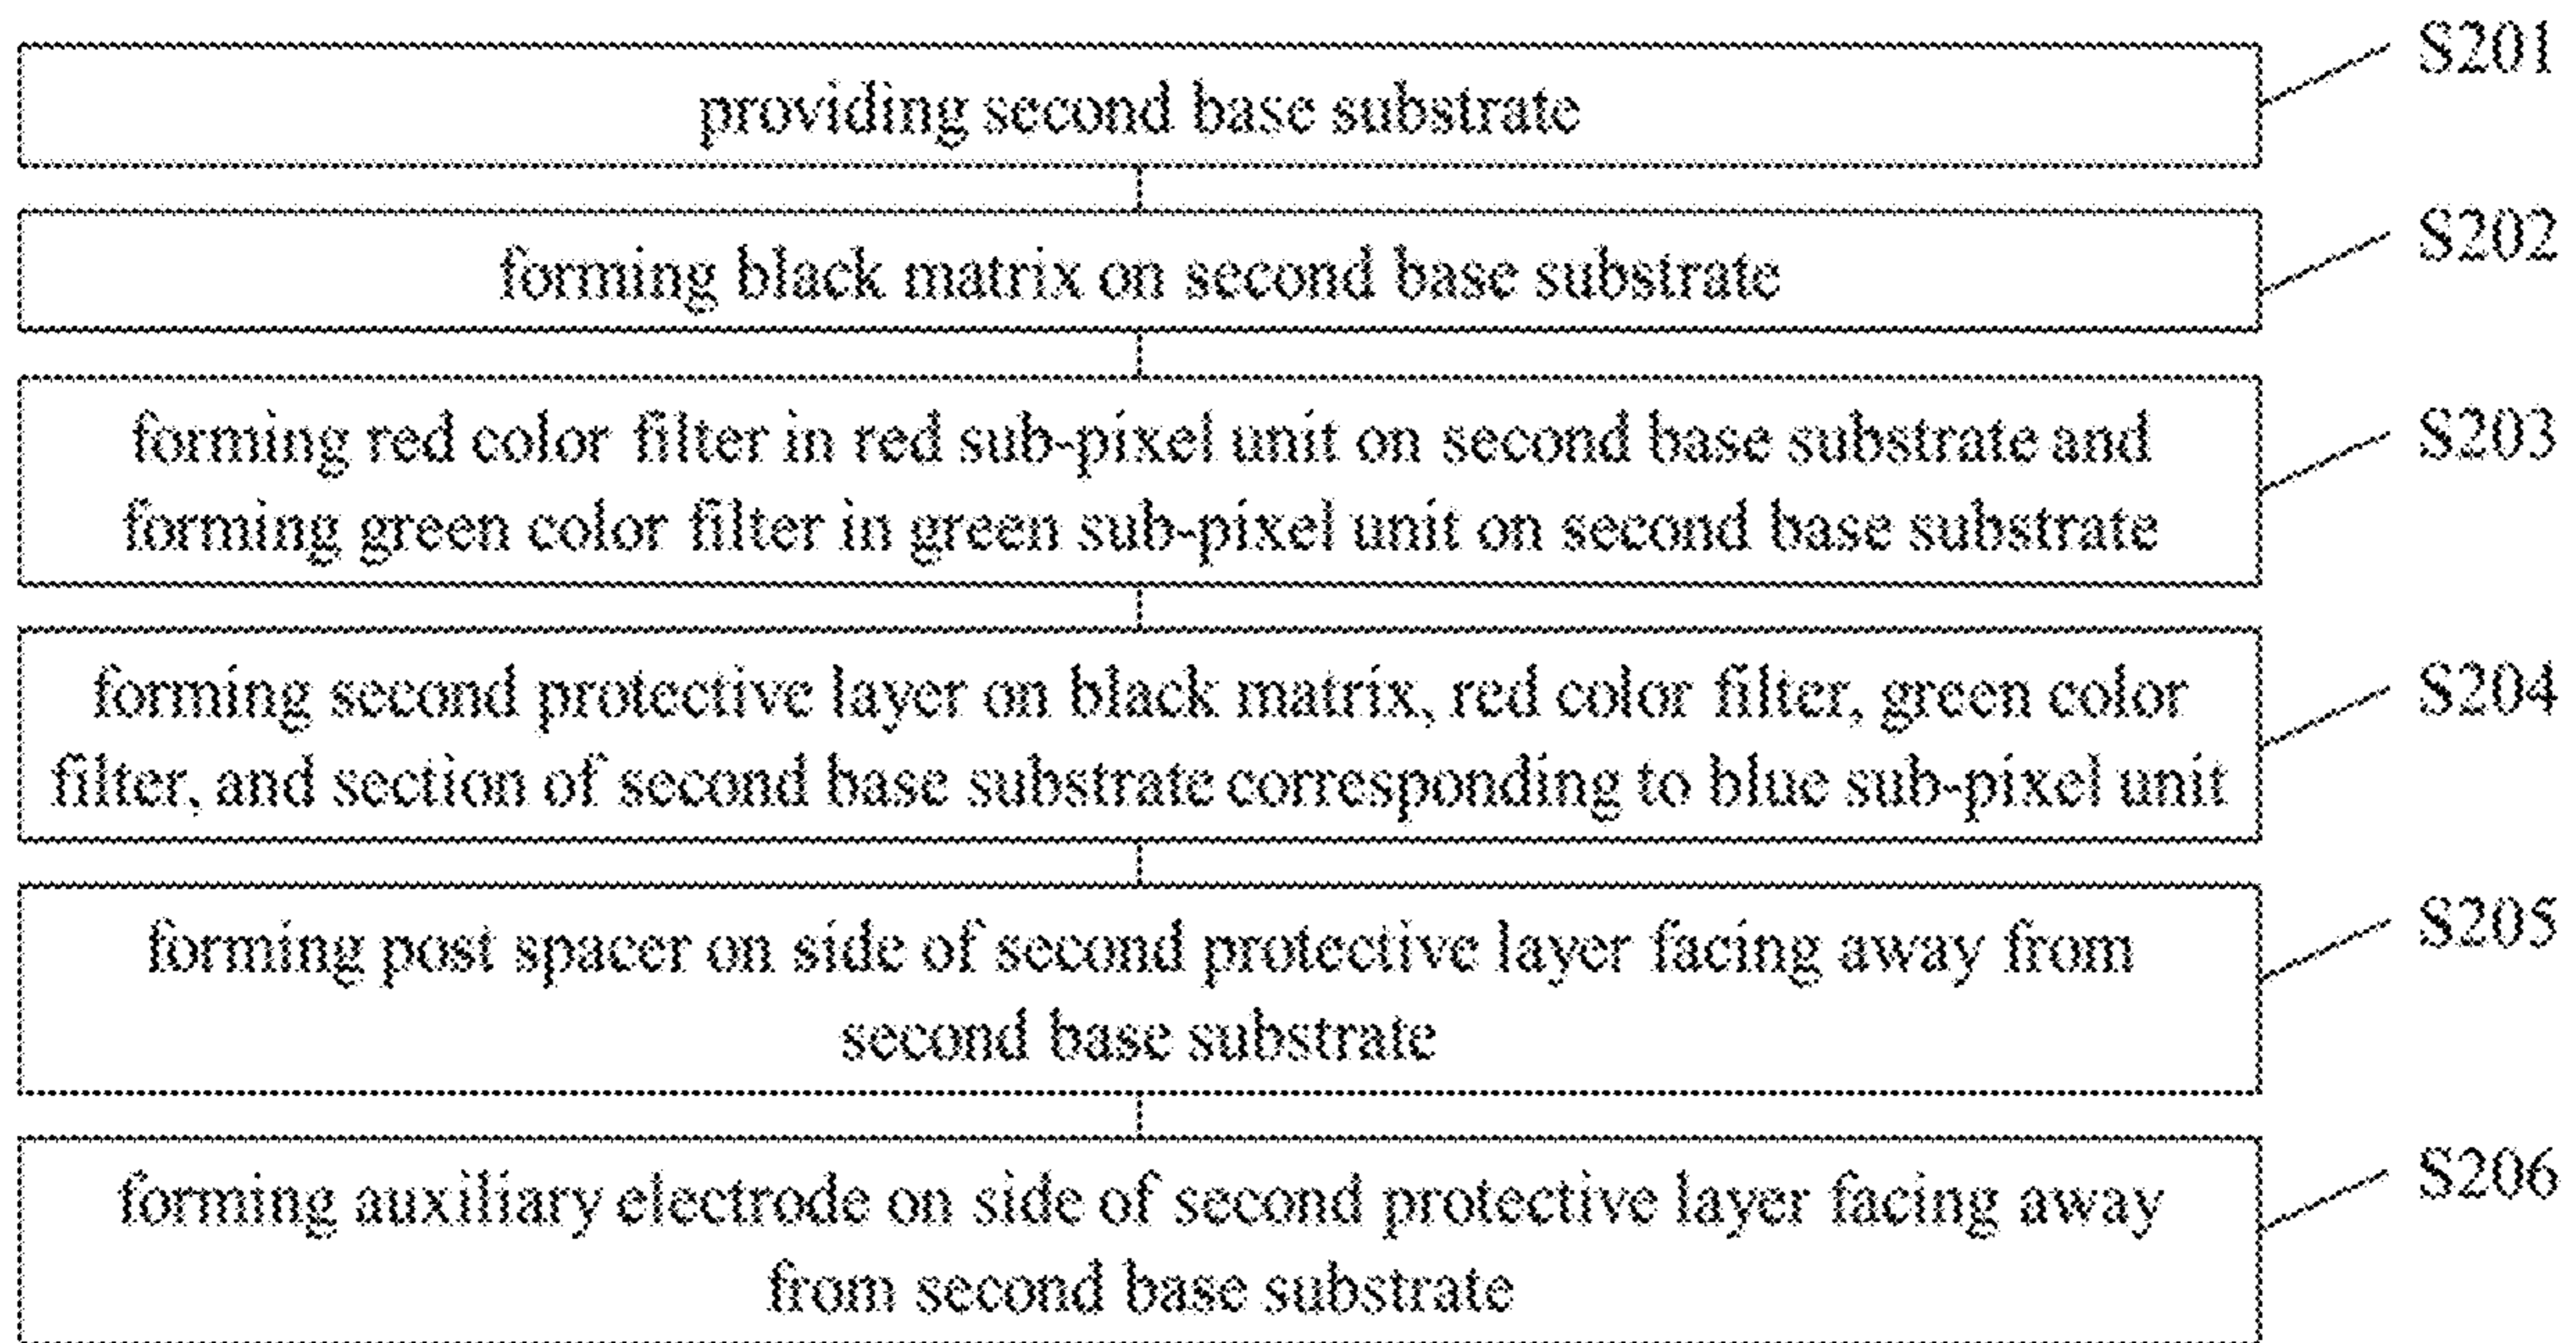 S201
providing second base substrate
S202
forming black matrix on second base substrate
S203
forming red color filter in red sub-pixel unit on second base substrate and
forming green color filter in green sub-pixel unit on second base substrate
S204
forming second protective layer on black matrix, red color filter, green color
filter, and section of second base substrate corresponding to blue sub-pixel unit
S205
forming post spacer on side of second protective layer facing away from
second base substrate
S206
forming auxiliary electrode on side of second protective layer facing away
from second base substrate